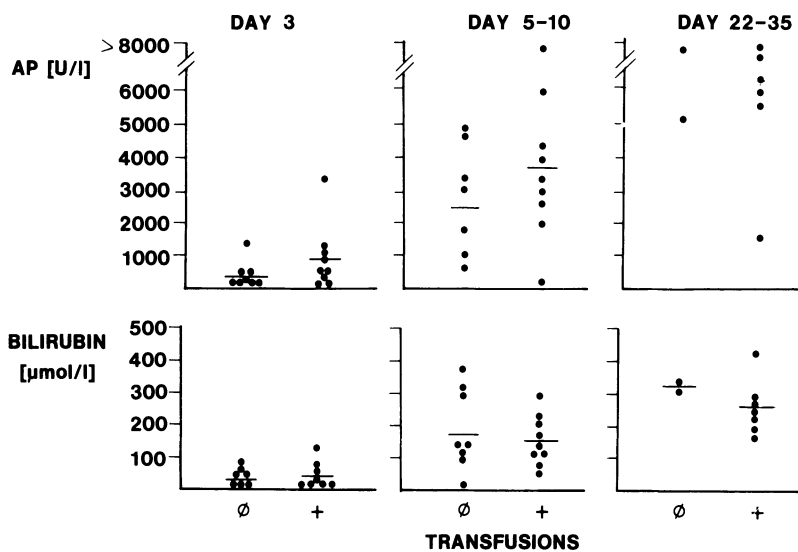 DAY 3 DAY 5-10 DAY 22-35
> 8000
AP [U/l]
6000
5000
4000
3000
2000
1000
500
BILIRUBIN
400
[µmol/l]
300
200
100
Ø + Ø + Ø +
TRANSFUSIONS